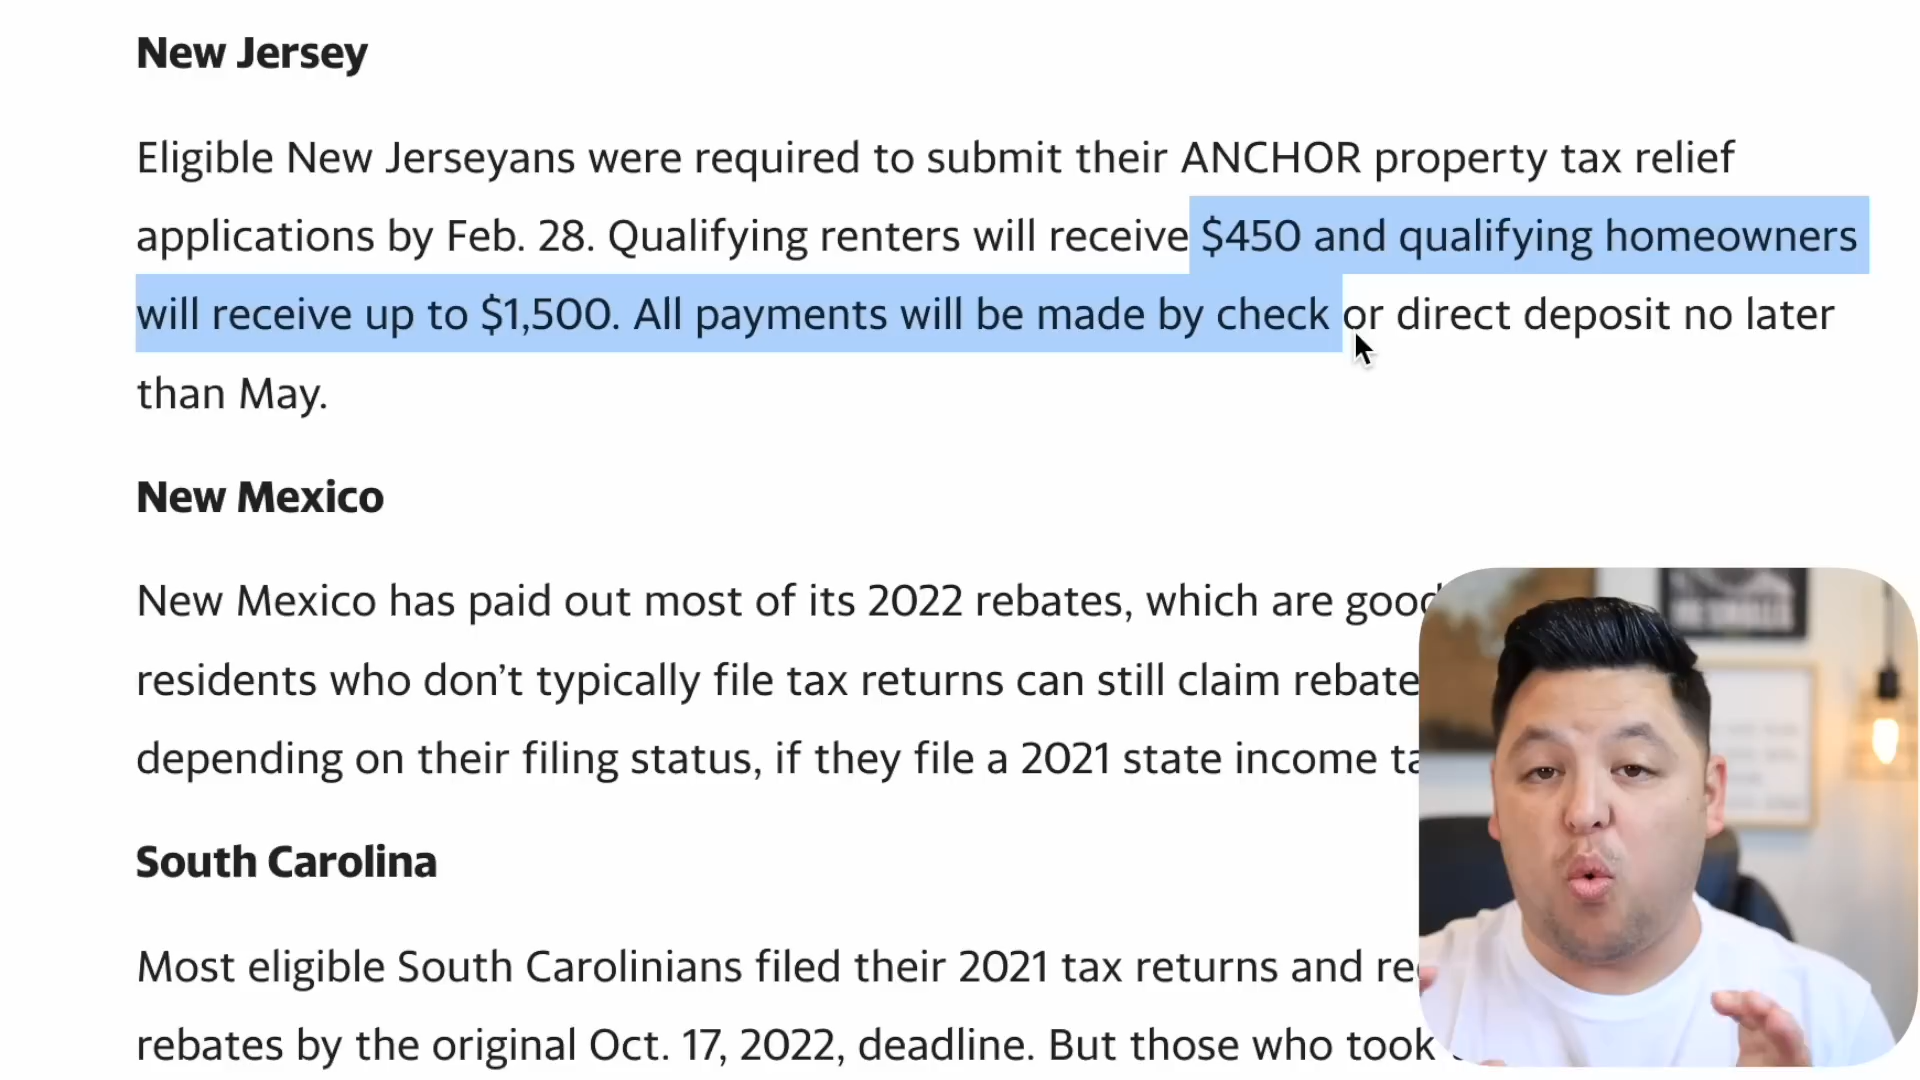 New Jersey
Eligible New Jerseyans were required to submit their ANCHOR property tax relief
applications by Feb. 28. Qualifying renters will receive $450 and qualifying homeowners
will receive up to $1,500. All payments will be made by check or direct deposit no later
than May.
New Mexico
New Mexico has paid out most of its 2022 rebates, which are good
residents who don’t typically file tax returns can still claim rebate
depending on their filing status, if they file a 2021 state income
South Carolina
Most eligible South Carolinians filed their 2021 tax returns and
rebates by the original Oct. 17, 2022, deadline. But those who took